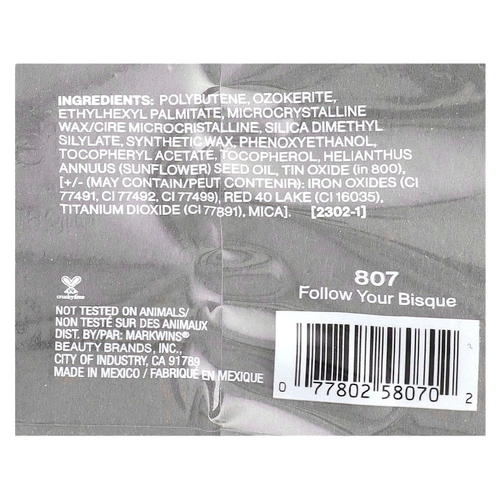 INGREDIENTS: POLYBUTENE, OZOKERITE,
ETHYLHEXYL PALMITATE, MICROCRYSTALLINE
WAX/CIRE MICROCRISTALLINE, SILICA DIMETHYL
SILYLATE, SYNTHETIC WAX, PHENOXYETHANOL,
TOCOPHERYL ACETATE, TOCOPHEROL, HELIANTHUS
ANNUUS (SUNFLOWER) SEED OIL, TIN OXIDE (in 800),
[+/- (MAY CONTAIN/PEUT CONTENIR): IRON OXIDES (CI
77491, CI 77492, CI 77499), RED 40 LAKE (CI 16035),
TITANIUM DIOXIDE (CI 77891), MICA]. [2302-1]
crueltyfree
NOT TESTED ON ANIMALS/
NON TESTÉ SUR DES ANIMAUX
DIST. BY/PAR: MARKWINS®
BEAUTY BRANDS, INC.,
CITY OF INDUSTRY, CA 91789
MADE IN MEXICO / FABRIQUÉ EN MEXIQUE
807
Follow Your Bisque
0 77802 58070 2